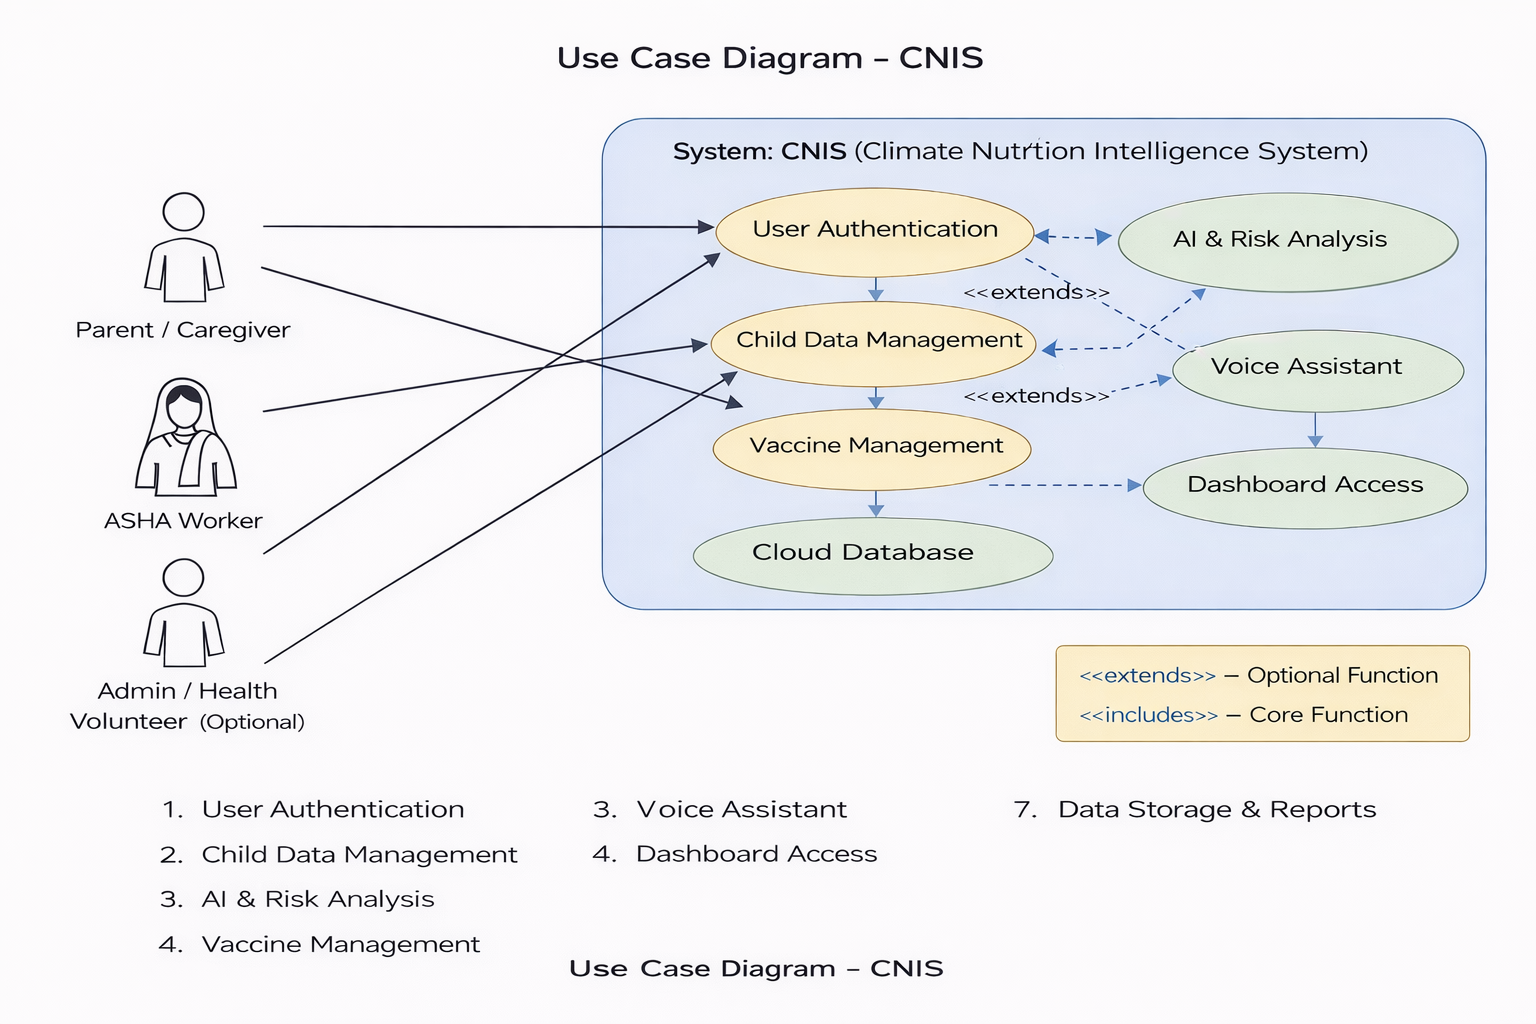 Use Case Diagram – CNIS
System: CNIS (Climate Nutrition Intelligence System)
User Authentication
AI & Risk Analysis
<<extends>>
Parent / Caregiver
Child Data Management
Voice Assistant
<<extends>>
Vaccine Management
Dashboard Access
ASHA Worker
Cloud Database
Admin / Health
Volunteer (Optional)
<<extends>> – Optional Function
<<includes>> – Core Function
1. User Authentication
2. Child Data Management
3. AI & Risk Analysis
4. Vaccine Management
3. Voice Assistant
4. Dashboard Access
7. Data Storage & Reports
Use Case Diagram – CNIS